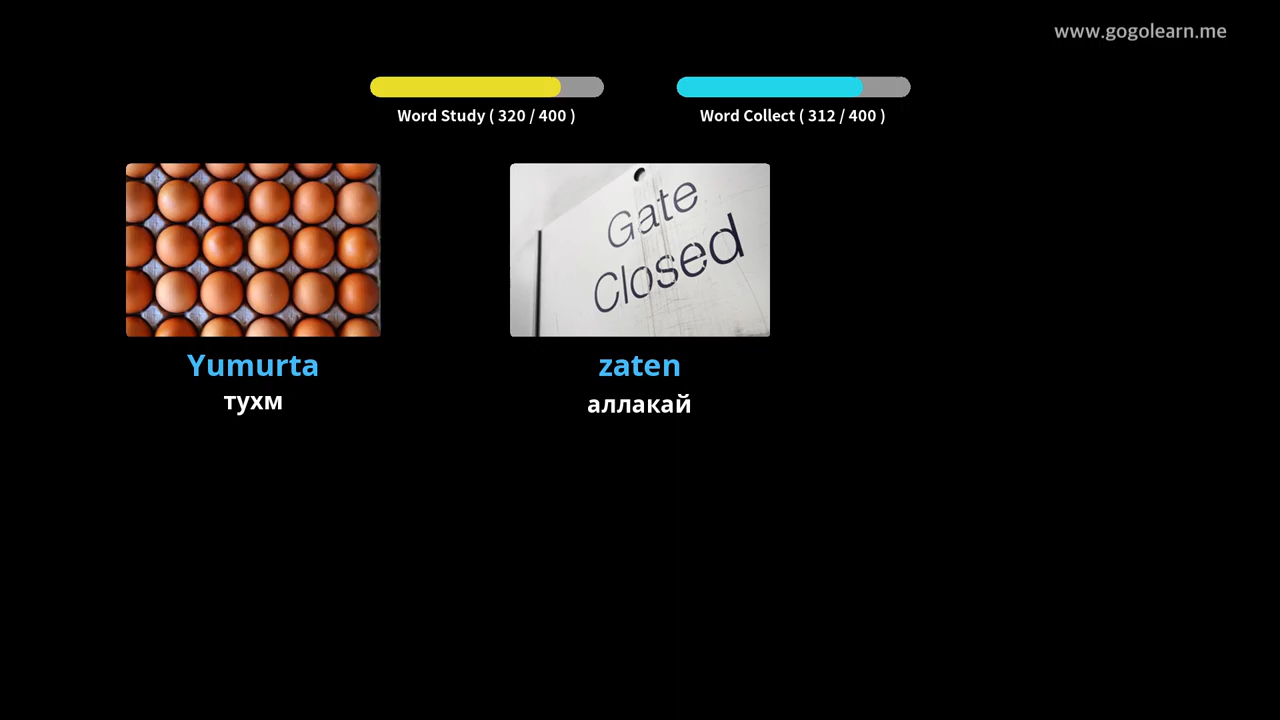 www.gogolearn.me
Word Study ( 320 / 400 )
Word Collect ( 312 / 400 )
Gate
Closed
Yumurta
zaten
тухм
аллакай